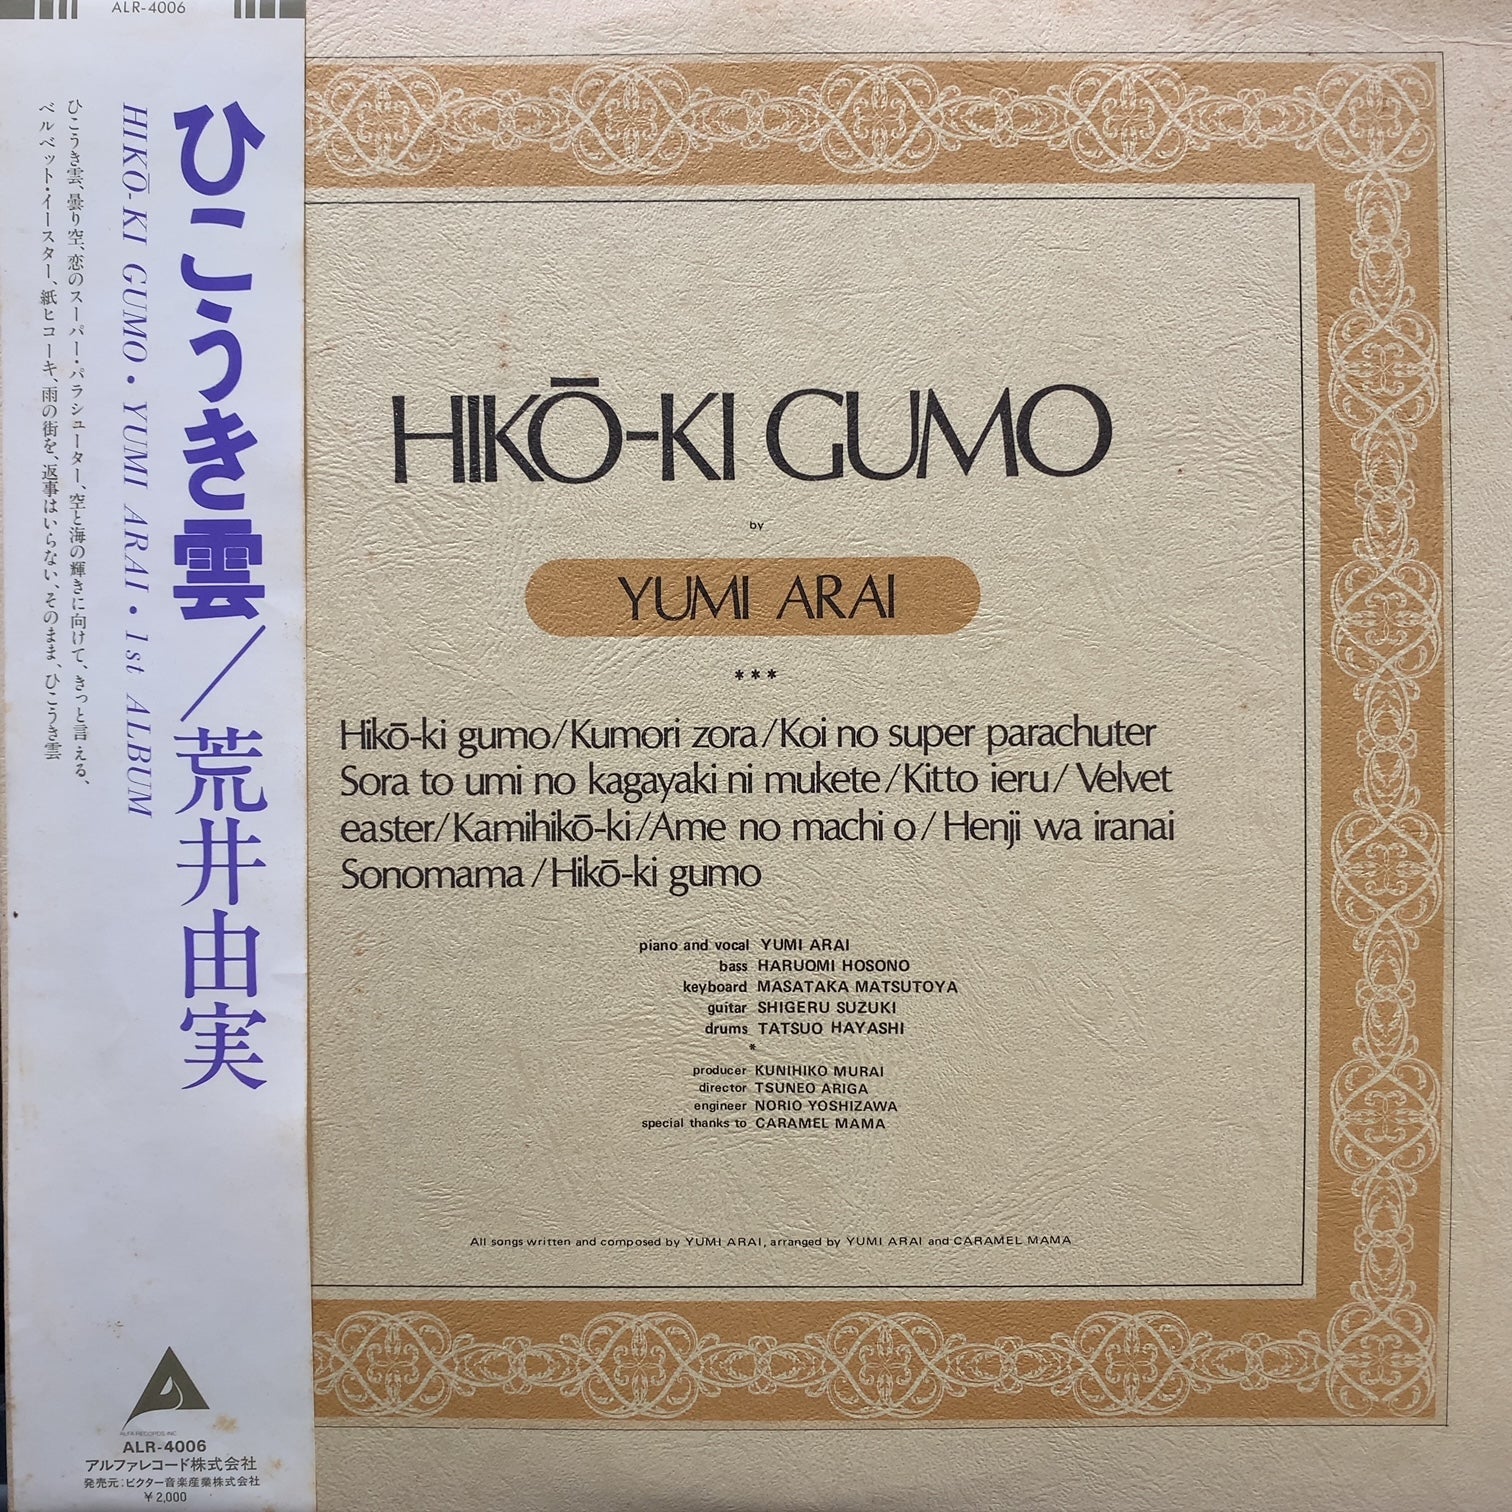 ALR-4006
ひこうき雲／荒井由実
HIKŌ-KI GUMO・YUMI ARAI・1st ALBUM
ひこうき雲、曇り空、恋のスーパー・パラシューター、空と海の輝きに向けて、きっと言える、
ベルベット・イースター、紙ヒコーキ、雨の街を、返事はいらない、そのまま、ひこうき雲
ALFA RECORDS INC
ALR-4006
アルファレコード株式会社
発売元:ビクター音楽産業株式会社
¥2,000
HIKŌ-KI GUMO
by
YUMI ARAI
***
Hikō-ki gumo/Kumori zora/Koi no super parachuter
Sora to umi no kagayaki ni mukete/Kitto ieru/Velvet
easter/Kamihikō-ki/Ame no machi o/Henji wa iranai
Sonomama/Hikō-ki gumo
piano and vocal YUMI ARAI
bass HARUOMI HOSONO
keyboard MASATAKA MATSUTOYA
guitar SHIGERU SUZUKI
drums TATSUO HAYASHI
*
producer KUNIHIKO MURAI
director TSUNEO ARIGA
engineer NORIO YOSHIZAWA
special thanks to CARAMEL MAMA
All songs written and composed by YUMI ARAI, arranged by YUMI ARAI and CARAMEL MAMA